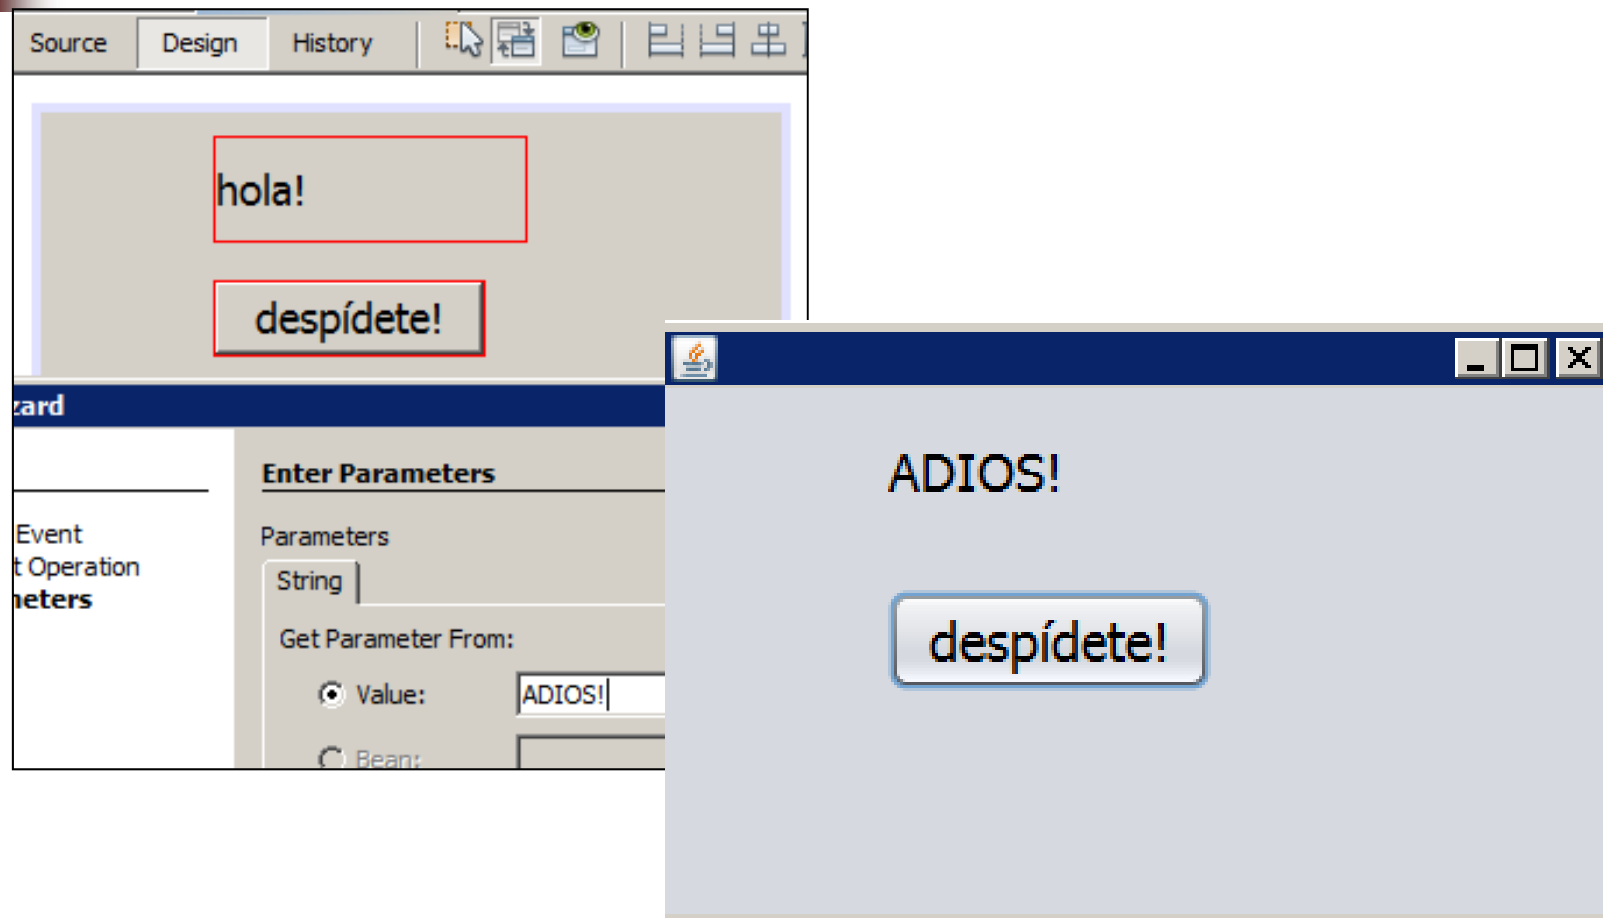 Source Design History
hola!
despídete!
zard
Enter Parameters
Event
t Operation
neters
Parameters
String
Get Parameter From:
Value: ADIOS!
Bean:
ADIOS!
despídete!